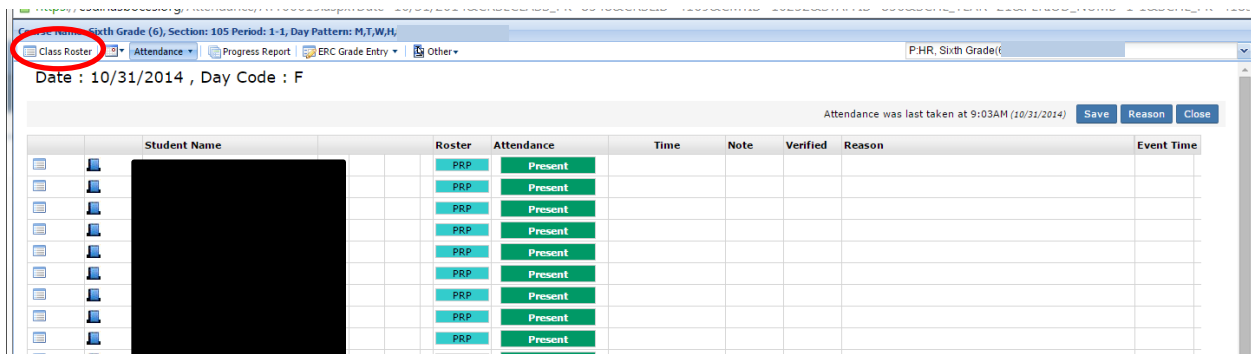 Course Name: Sixth Grade (6), Section: 105 Period: 1-1, Day Pattern: M,T,W,H,
Class Roster Attendance Progress Report ERC Grade Entry Other P:HR, Sixth Grade(6
Date : 10/31/2014 , Day Code : F
Attendance was last taken at 9:03AM (10/31/2014) Save Reason Close
Student Name Roster Attendance Time Note Verified Reason Event Time
PRP Present
PRP Present
PRP Present
PRP Present
PRP Present
PRP Present
PRP Present
PRP Present
PRP Present